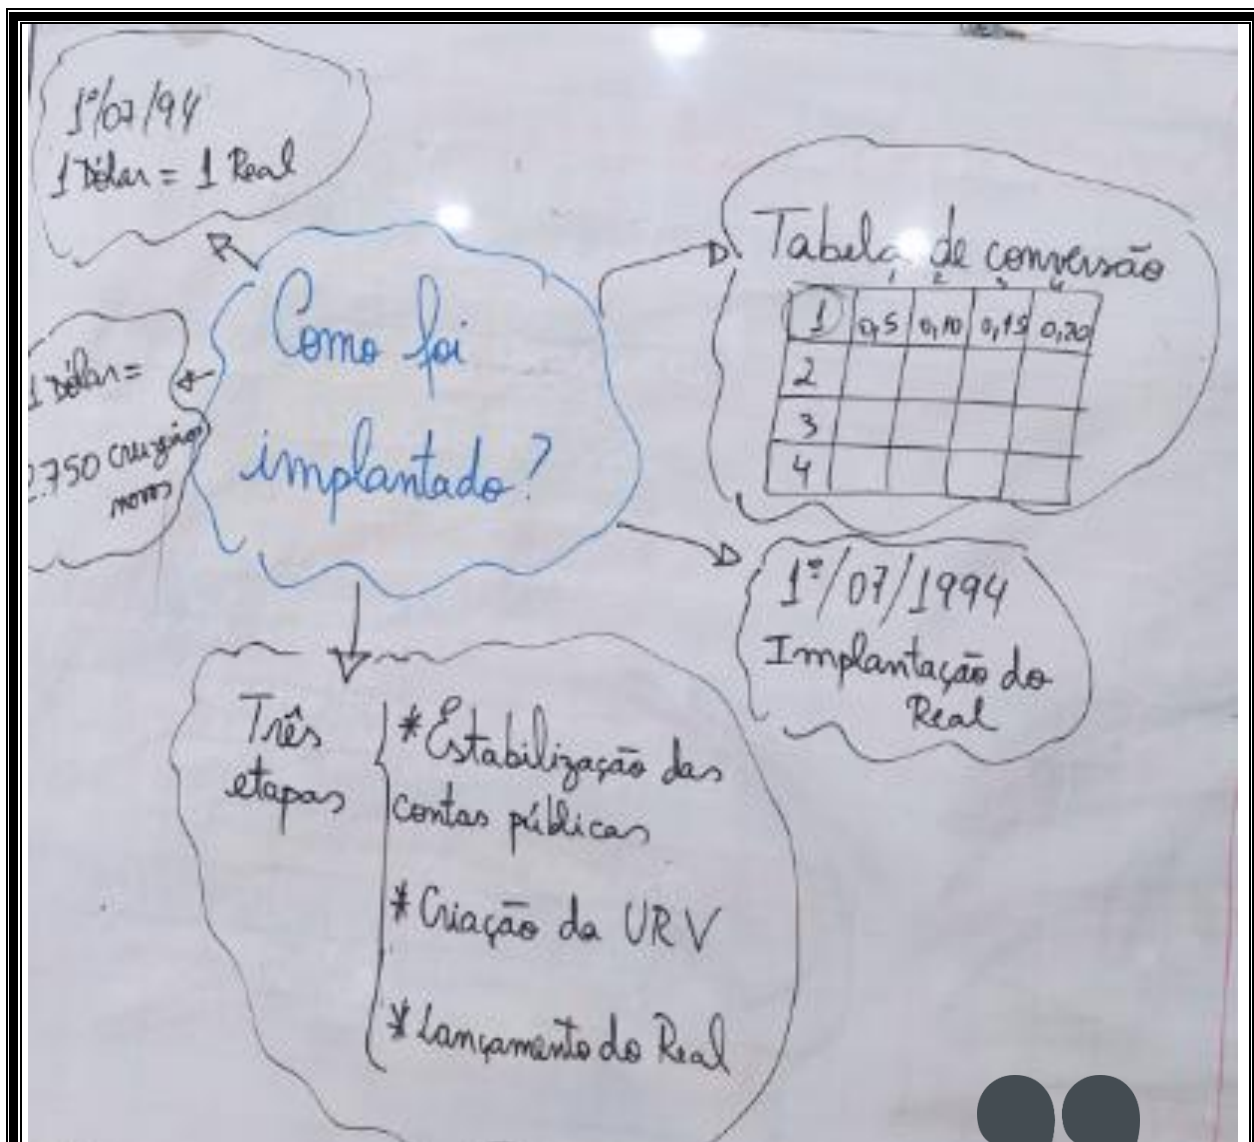 1º/07/94
1 Dólar = 1 Real
Como foi
implantado?
1 Dólar =
2.750 cruzeiros
novos
Tabela de conversão
1 2 3 4
1 0,5 0,10 0,15 0,20
2
3
4
1º/07/1994
Implantação do
Real
Três
etapas
* Estabilização das
contas públicas
* Criação da URV
* Lançamento do Real